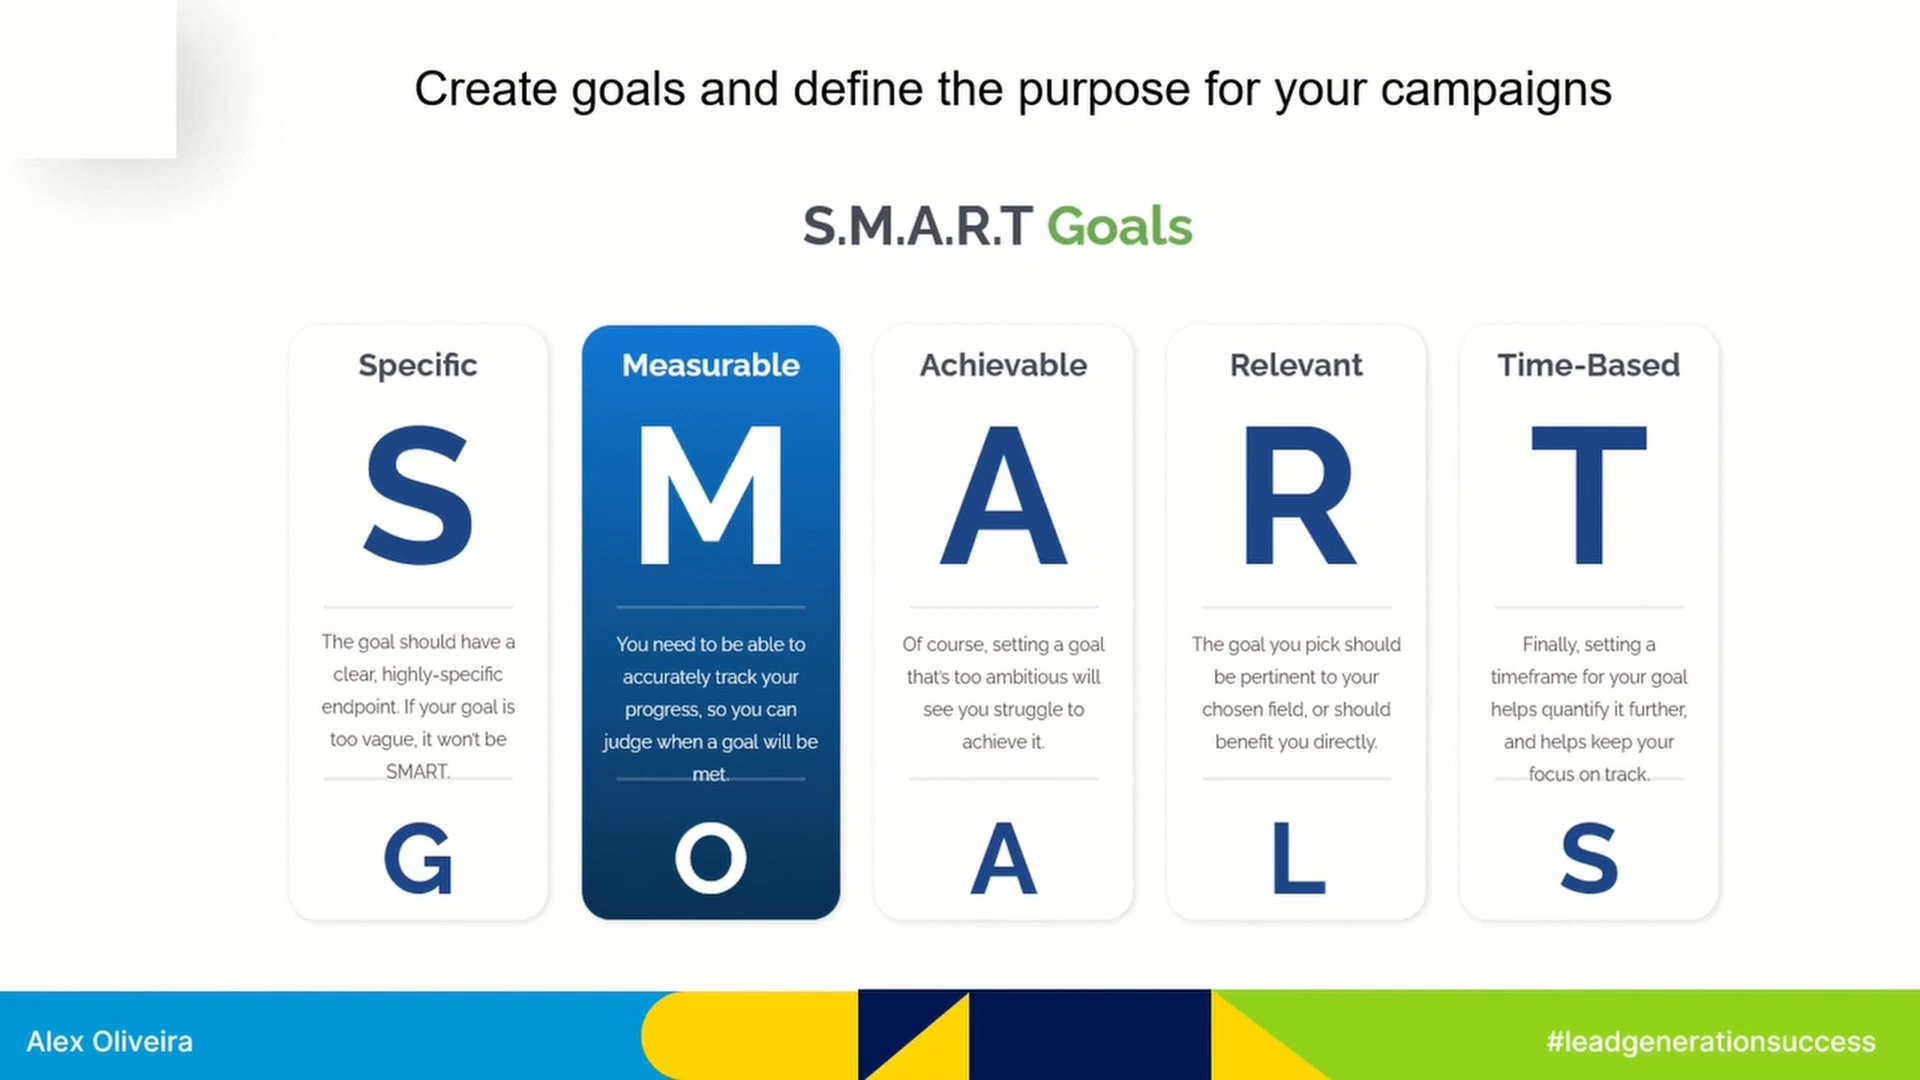 Create goals and define the purpose for your campaigns
S.M.A.R.T Goals
Specific
S
The goal should have a
clear, highly-specific
endpoint. If your goal is
too vague, it won't be
SMART.
G
Measurable
M
You need to be able to
accurately track your
progress, so you can
judge when a goal will be
met.
O
Achievable
A
Of course, setting a goal
that's too ambitious will
see you struggle to
achieve it.
A
Relevant
R
The goal you pick should
be pertinent to your
chosen field, or should
benefit you directly.
L
Time-Based
T
Finally, setting a
timeframe for your goal
helps quantify it further,
and helps keep your
focus on track.
S
Alex Oliveira
#leadgenerationsuccess